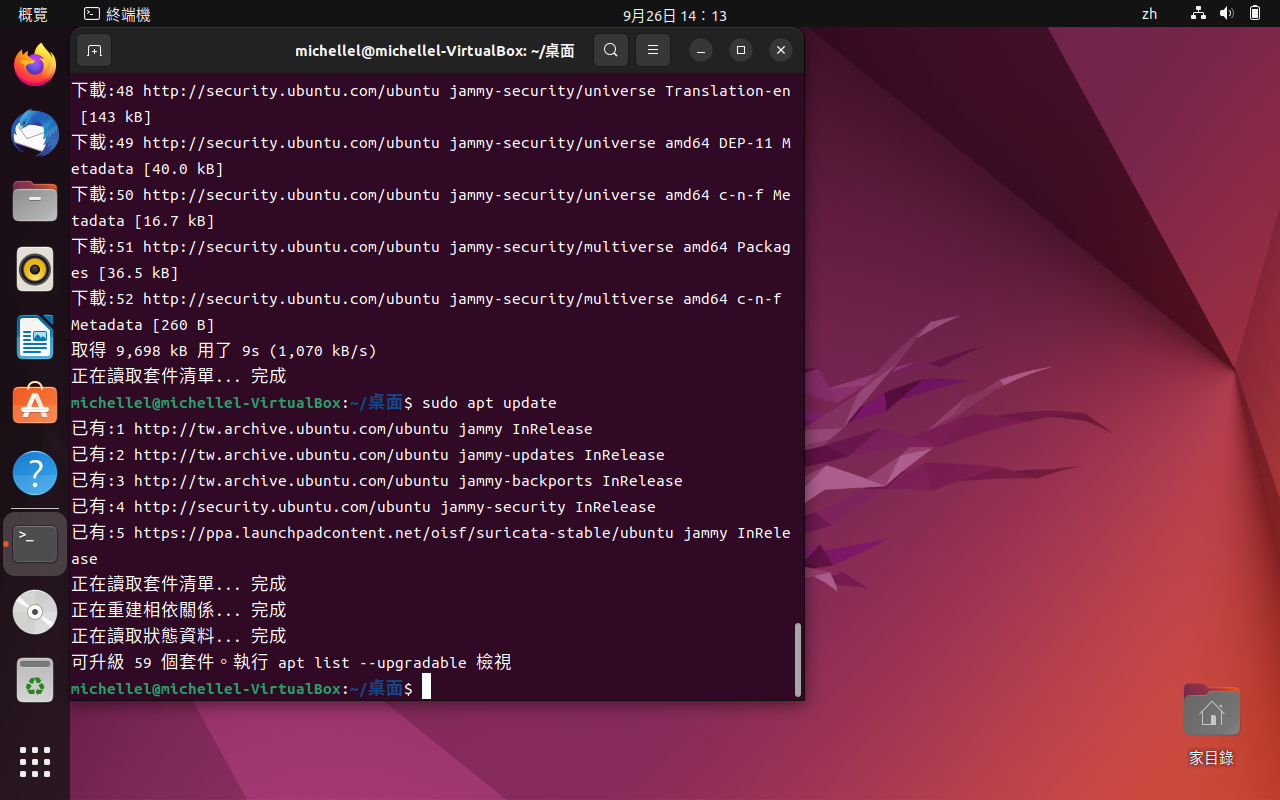 概覽
終端機
9月26日 14：13
zh
michellel@michellel-VirtualBox: ~/桌面
下載:48 http://security.ubuntu.com/ubuntu jammy-security/universe Translation-en
[143 kB]
下載:49 http://security.ubuntu.com/ubuntu jammy-security/universe amd64 DEP-11 M
etadata [40.0 kB]
下載:50 http://security.ubuntu.com/ubuntu jammy-security/universe amd64 c-n-f Me
tadata [16.7 kB]
下載:51 http://security.ubuntu.com/ubuntu jammy-security/multiverse amd64 Packag
es [36.5 kB]
下載:52 http://security.ubuntu.com/ubuntu jammy-security/multiverse amd64 c-n-f
Metadata [260 B]
取得 9,698 kB 用了 9s (1,070 kB/s)
正在讀取套件清單... 完成
michellel@michellel-VirtualBox:~/桌面$ sudo apt update
已有:1 http://tw.archive.ubuntu.com/ubuntu jammy InRelease
已有:2 http://tw.archive.ubuntu.com/ubuntu jammy-updates InRelease
已有:3 http://tw.archive.ubuntu.com/ubuntu jammy-backports InRelease
已有:4 http://security.ubuntu.com/ubuntu jammy-security InRelease
已有:5 https://ppa.launchpadcontent.net/oisf/suricata-stable/ubuntu jammy InRele
ase
正在讀取套件清單... 完成
正在重建相依關係... 完成
正在讀取狀態資料... 完成
可升級 59 個套件。執行 apt list --upgradable 檢視
michellel@michellel-VirtualBox:~/桌面$
家目錄